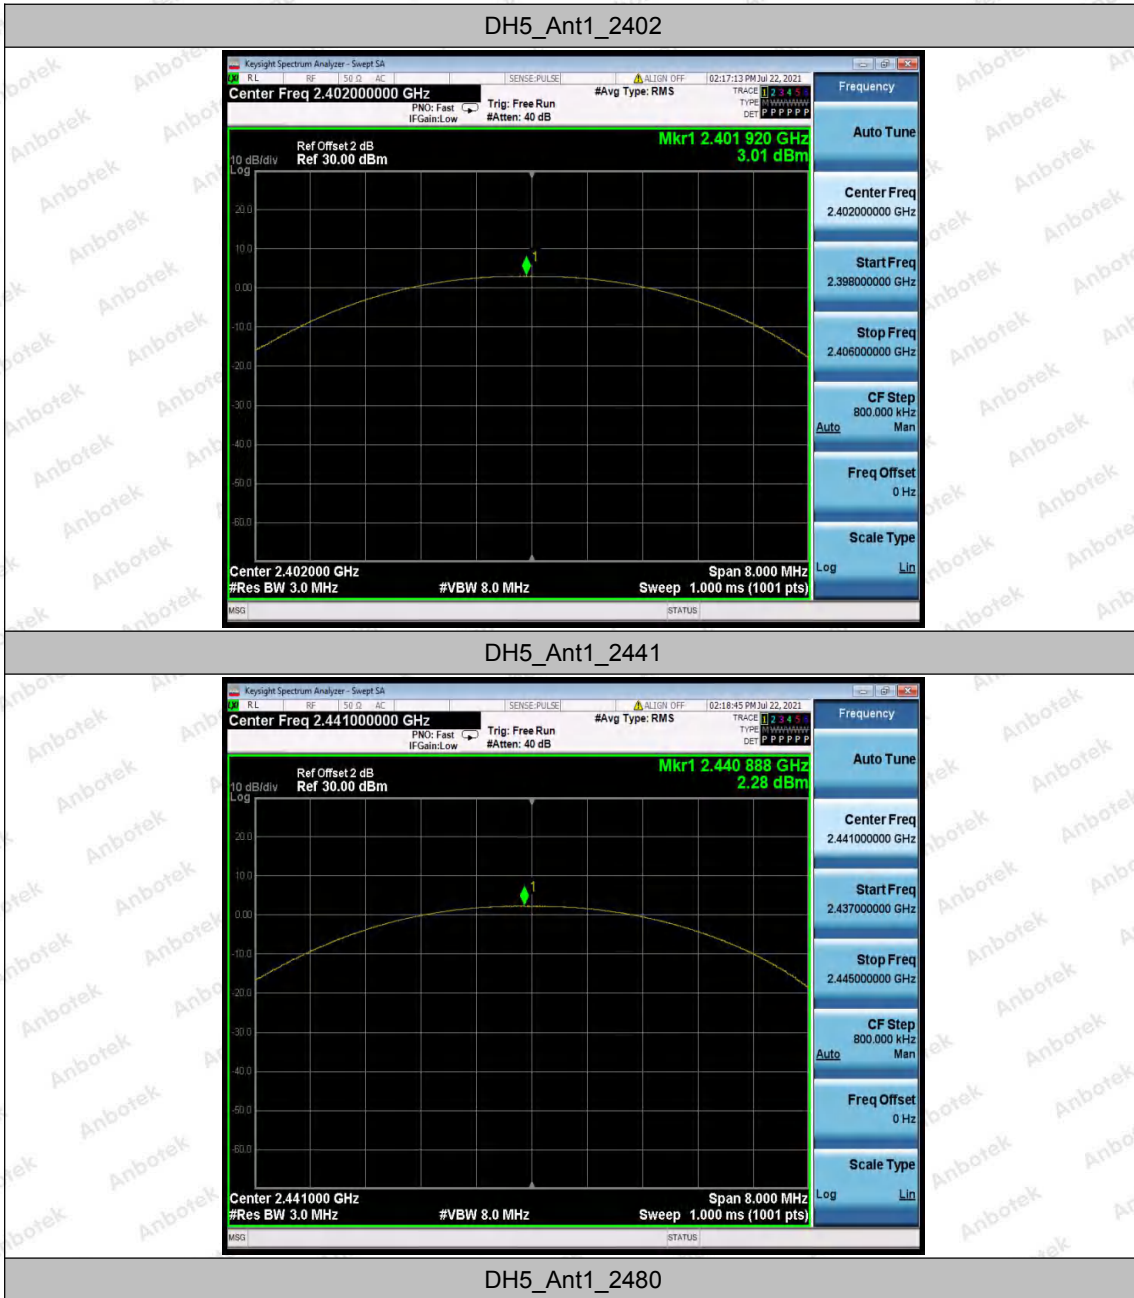 DH5_Ant1_2402
Keysight Spectrum Analyzer - Swept SA
RL RF 50 Ω AC SENSE:PULSE ALIGN OFF 02:17:13 PM Jul 22, 2021
Center Freq 2.402000000 GHz #Avg Type: RMS TRACE 1 2 3 4 5 6
PNO: Fast Trig: Free Run TYPE M WWWWW
IFGain:Low #Atten: 40 dB DET P P P P P P
Mkr1 2.401 920 GHz
3.01 dBm
Ref Offset 2 dB
10 dB/div Ref 30.00 dBm
Log
20.0
10.0
0.00
-10.0
-20.0
-30.0
-40.0
-50.0
-60.0
1
Center 2.402000 GHz Span 8.000 MHz
#Res BW 3.0 MHz #VBW 8.0 MHz Sweep 1.000 ms (1001 pts)
MSG STATUS
Frequency
Auto Tune
Center Freq
2.402000000 GHz
Start Freq
2.398000000 GHz
Stop Freq
2.406000000 GHz
CF Step
800.000 kHz
Auto Man
Freq Offset
0 Hz
Scale Type
Log Lin
DH5_Ant1_2441
Keysight Spectrum Analyzer - Swept SA
RL RF 50 Ω AC SENSE:PULSE ALIGN OFF 02:18:45 PM Jul 22, 2021
Center Freq 2.441000000 GHz #Avg Type: RMS TRACE 1 2 3 4 5 6
PNO: Fast Trig: Free Run TYPE M WWWWW
IFGain:Low #Atten: 40 dB DET P P P P P P
Mkr1 2.440 888 GHz
2.28 dBm
Ref Offset 2 dB
10 dB/div Ref 30.00 dBm
Log
20.0
10.0
0.00
-10.0
-20.0
-30.0
-40.0
-50.0
-60.0
1
Center 2.441000 GHz Span 8.000 MHz
#Res BW 3.0 MHz #VBW 8.0 MHz Sweep 1.000 ms (1001 pts)
MSG STATUS
Frequency
Auto Tune
Center Freq
2.441000000 GHz
Start Freq
2.437000000 GHz
Stop Freq
2.445000000 GHz
CF Step
800.000 kHz
Auto Man
Freq Offset
0 Hz
Scale Type
Log Lin
DH5_Ant1_2480
Anbotek